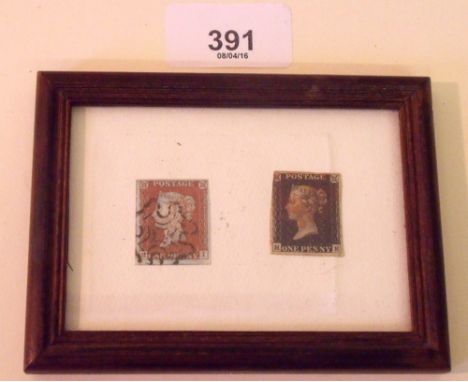 391
08/04/16
POSTAGE
POSTAGE
ONE PENNY